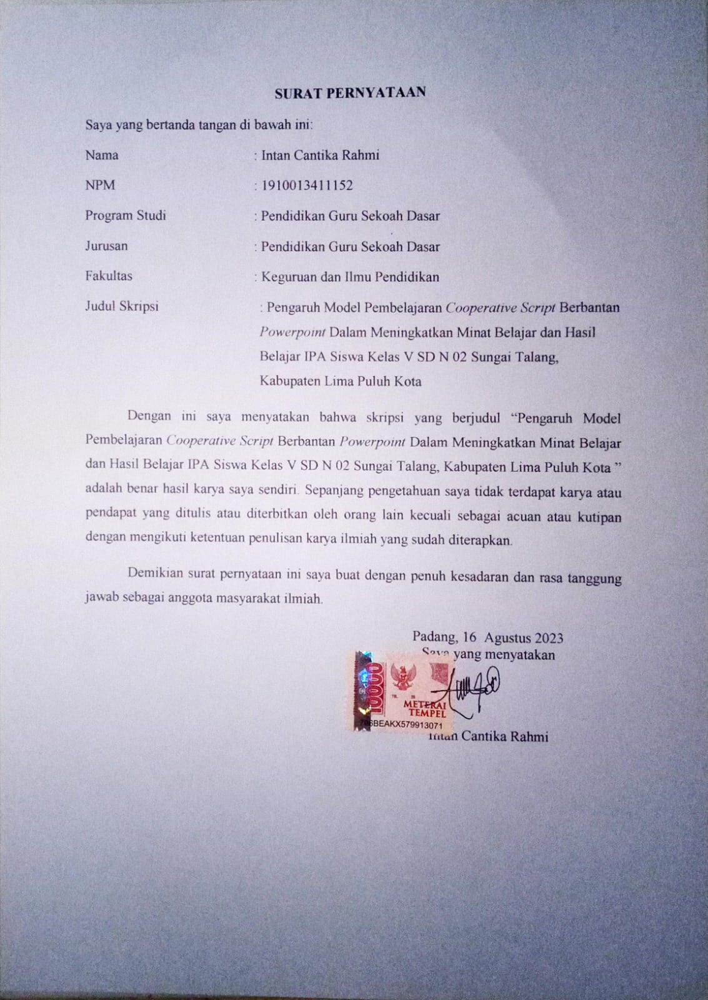 SURAT PERNYATAAN
Saya yang bertanda tangan di bawah ini:
Nama : Intan Cantika Rahmi
NPM : 1910013411152
Program Studi : Pendidikan Guru Sekoah Dasar
Jurusan : Pendidikan Guru Sekoah Dasar
Fakultas : Keguruan dan Ilmu Pendidikan
Judul Skripsi : Pengaruh Model Pembelajaran Cooperative Script Berbantan
Powerpoint Dalam Meningkatkan Minat Belajar dan Hasil
Belajar IPA Siswa Kelas V SD N 02 Sungai Talang,
Kabupaten Lima Puluh Kota
Dengan ini saya menyatakan bahwa skripsi yang berjudul “Pengaruh Model
Pembelajaran Cooperative Script Berbantan Powerpoint Dalam Meningkatkan Minat Belajar
dan Hasil Belajar IPA Siswa Kelas V SD N 02 Sungai Talang, Kabupaten Lima Puluh Kota ”
adalah benar hasil karya saya sendiri. Sepanjang pengetahuan saya tidak terdapat karya atau
pendapat yang ditulis atau diterbitkan oleh orang lain kecuali sebagai acuan atau kutipan
dengan mengikuti ketentuan penulisan karya ilmiah yang sudah diterapkan.
Demikian surat pernyataan ini saya buat dengan penuh kesadaran dan rasa tanggung
jawab sebagai anggota masyarakat ilmiah.
Padang, 16 Agustus 2023
Saya yang menyatakan
10000
METERAI
TEMPEL
BEAKX579913071
Intan Cantika Rahmi